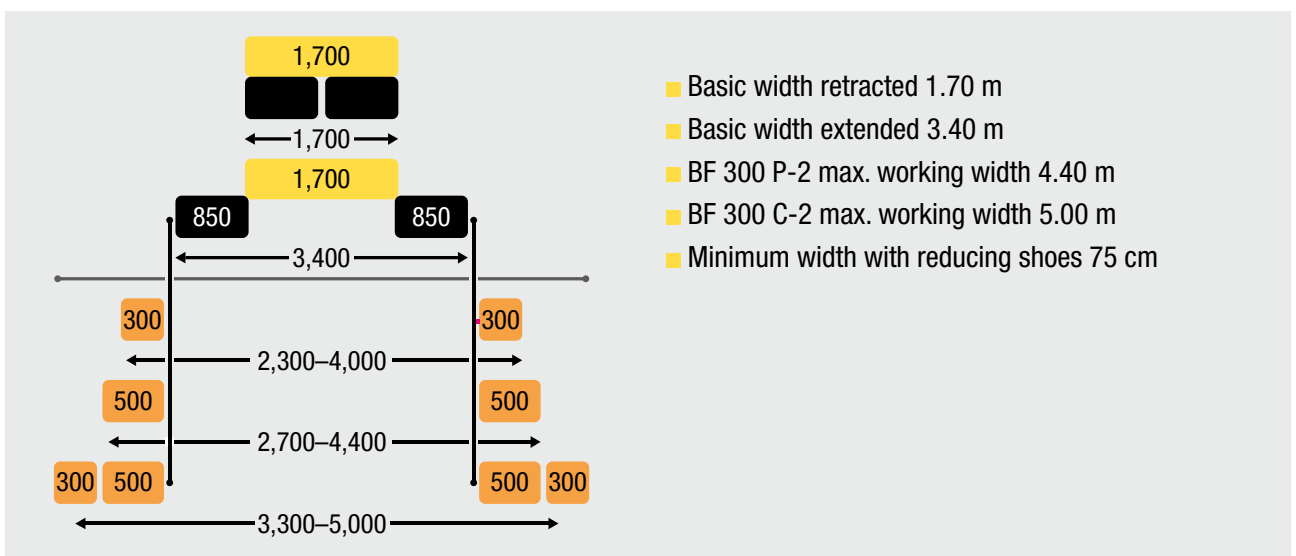 1,700
1,700
1,700
850 850
3,400
300 300
2,300–4,000
500 500
2,700–4,400
300 500 500 300
3,300–5,000
Basic width retracted 1.70 m
Basic width extended 3.40 m
BF 300 P-2 max. working width 4.40 m
BF 300 C-2 max. working width 5.00 m
Minimum width with reducing shoes 75 cm